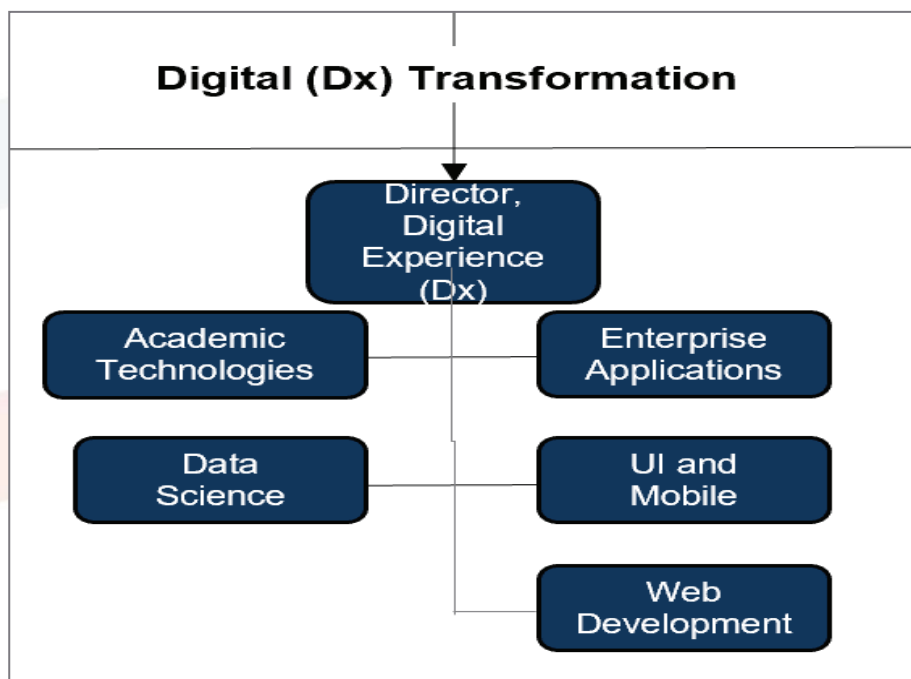 Digital (Dx) Transformation
Director,
Digital
Experience
(Dx)
Academic
Technologies
Enterprise
Applications
Data
Science
UI and
Mobile
Web
Development